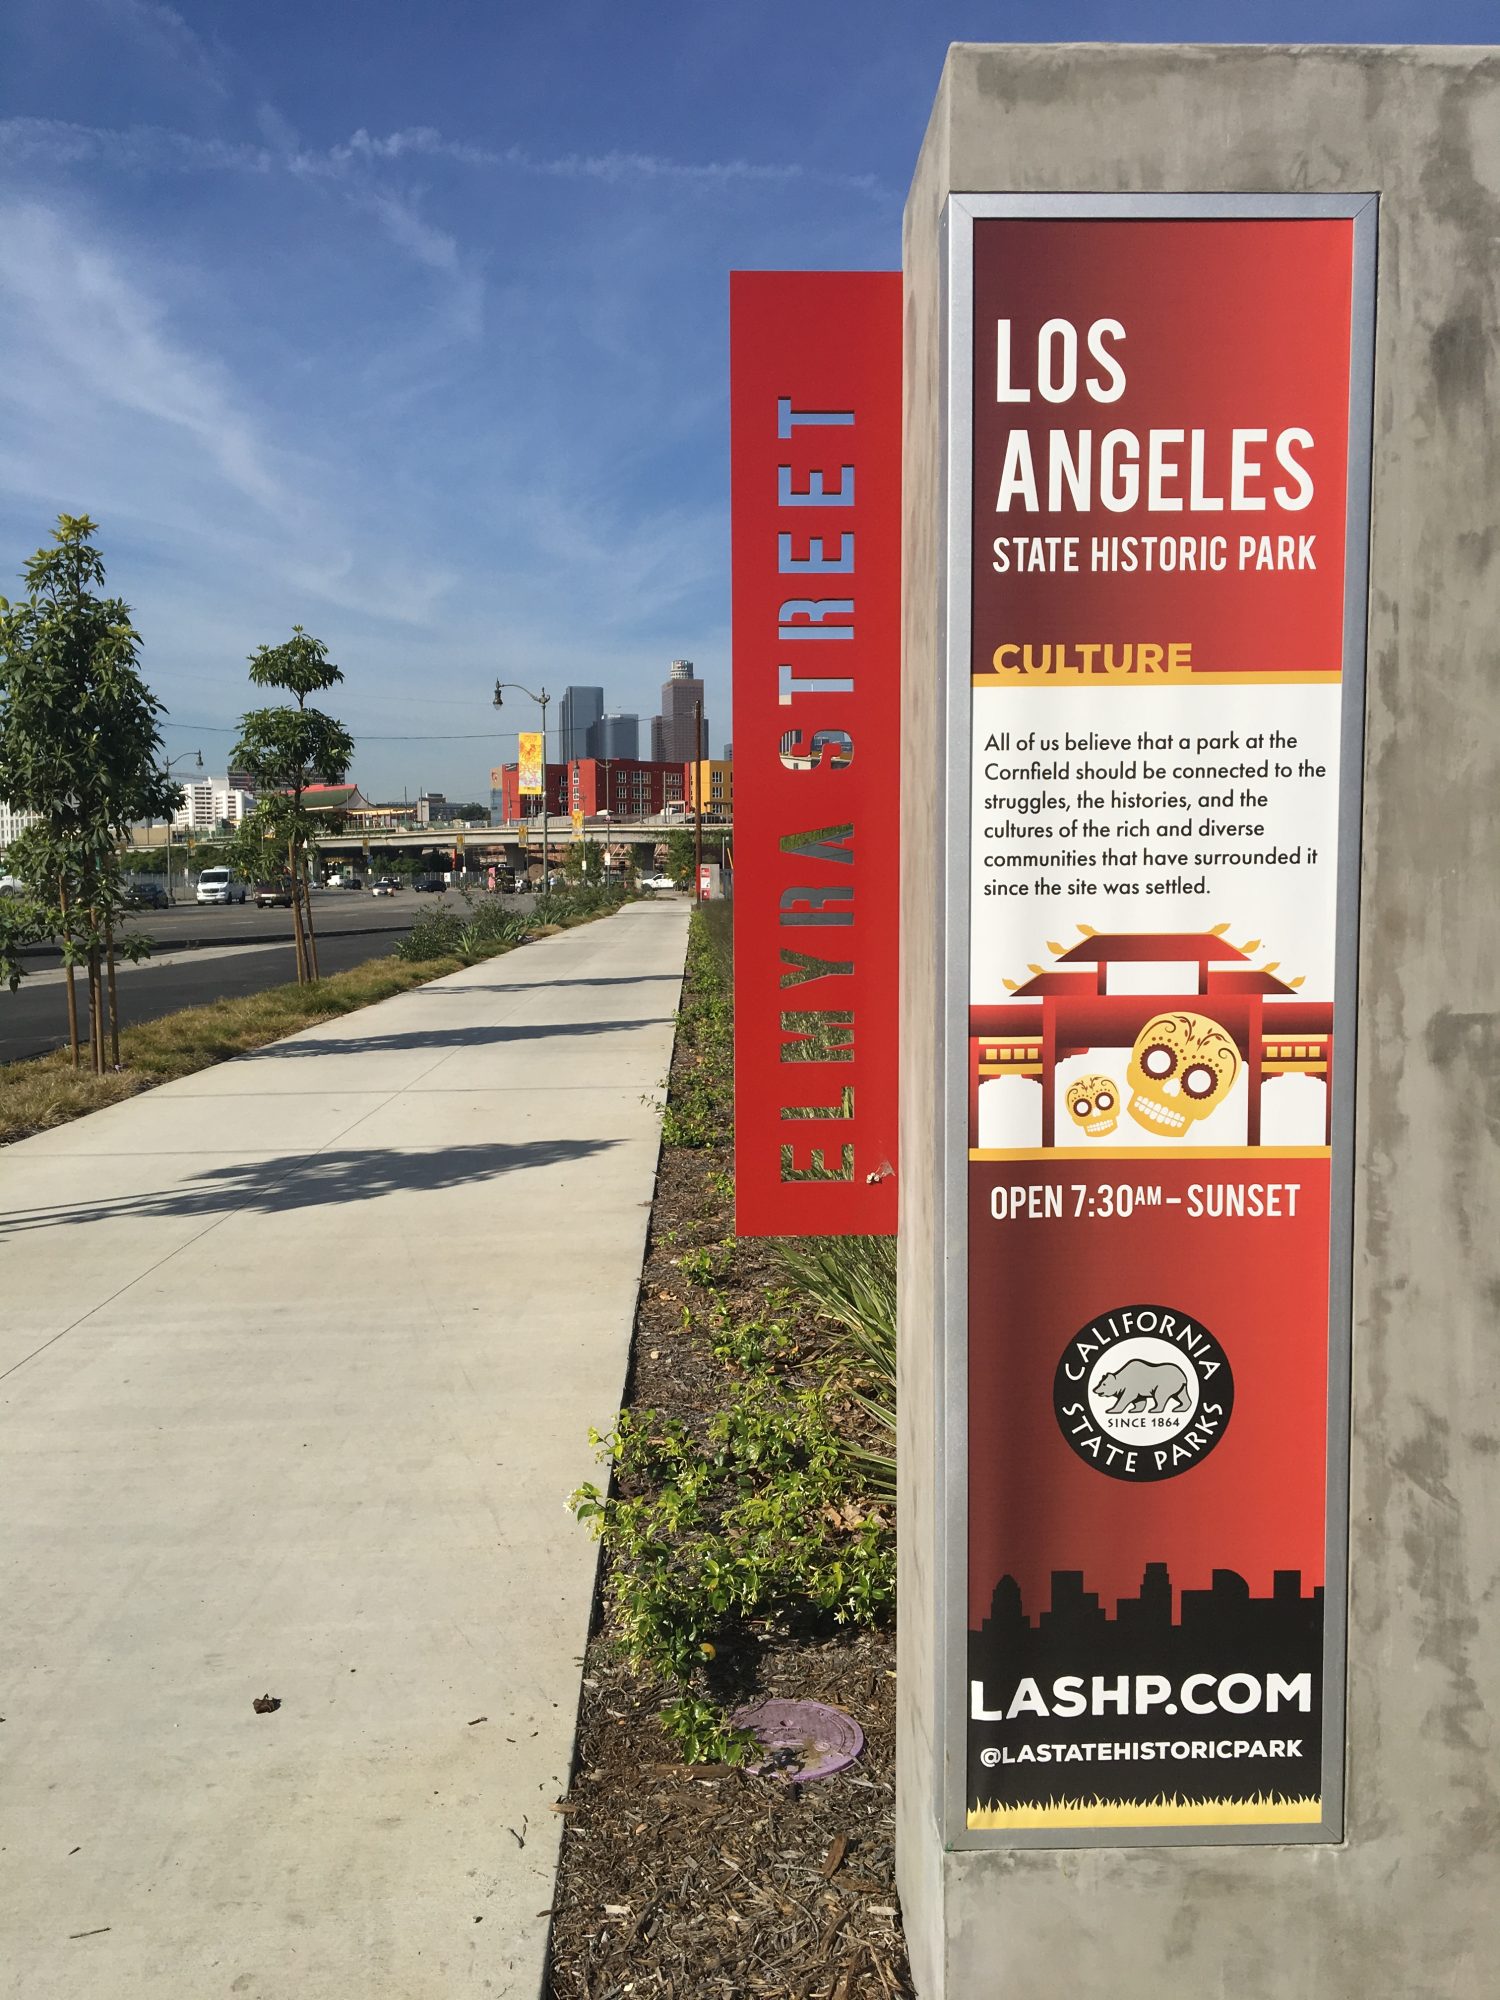 ELMYRA STREET
LOS
ANGELES
STATE HISTORIC PARK
CULTURE
All of us believe that a park at the
Cornfield should be connected to the
struggles, the histories, and the
cultures of the rich and diverse
communities that have surrounded it
since the site was settled.
OPEN 7:30AM – SUNSET
CALIFORNIA
SINCE 1864
STATE PARKS
LASHP.COM
@LASTATEHISTORICPARK